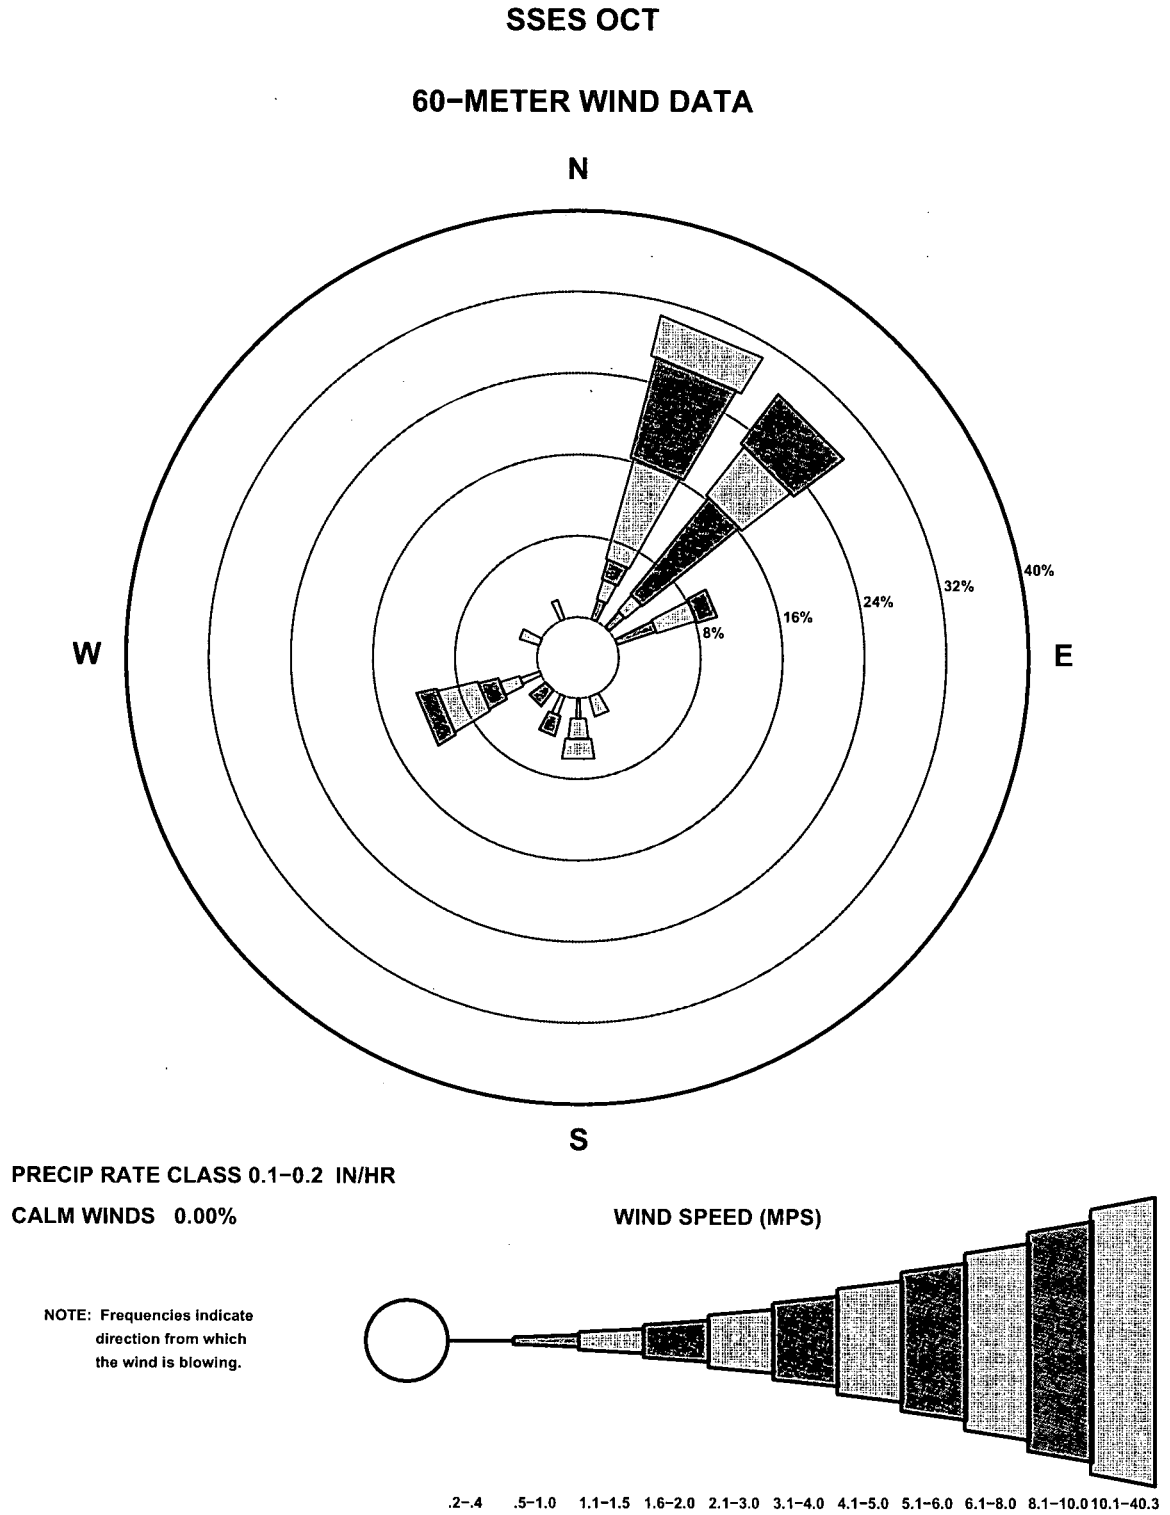 SSES OCT
60−METER WIND DATA
N
40%
32%
24%
16%
8%
W
E
S
PRECIP RATE CLASS 0.1−0.2 IN/HR
CALM WINDS 0.00%
WIND SPEED (MPS)
NOTE: Frequencies indicate
direction from which
the wind is blowing.
.2−.4 .5−1.0 1.1−1.5 1.6−2.0 2.1−3.0 3.1−4.0 4.1−5.0 5.1−6.0 6.1−8.0 8.1−10.0 10.1−40.3